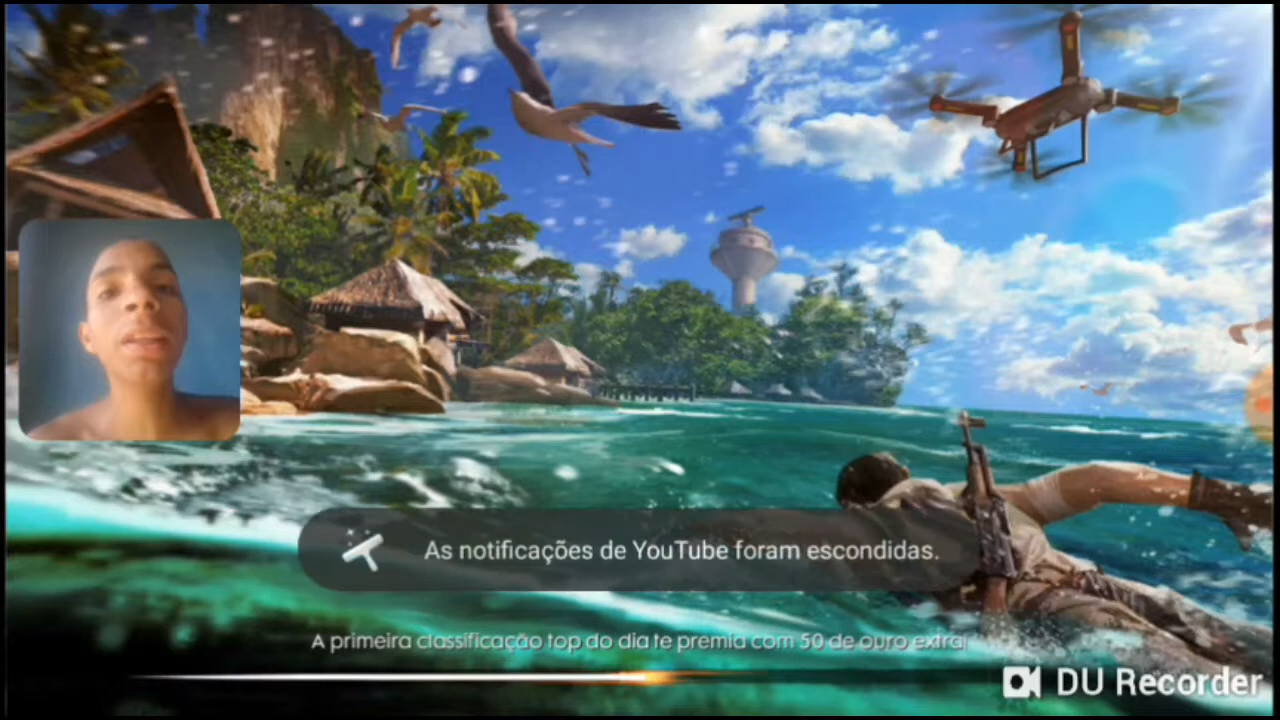 As notificações de YouTube foram escondidas.
A primeira classificação top do dia te premia com 50 de ouro extra!
DU Recorder